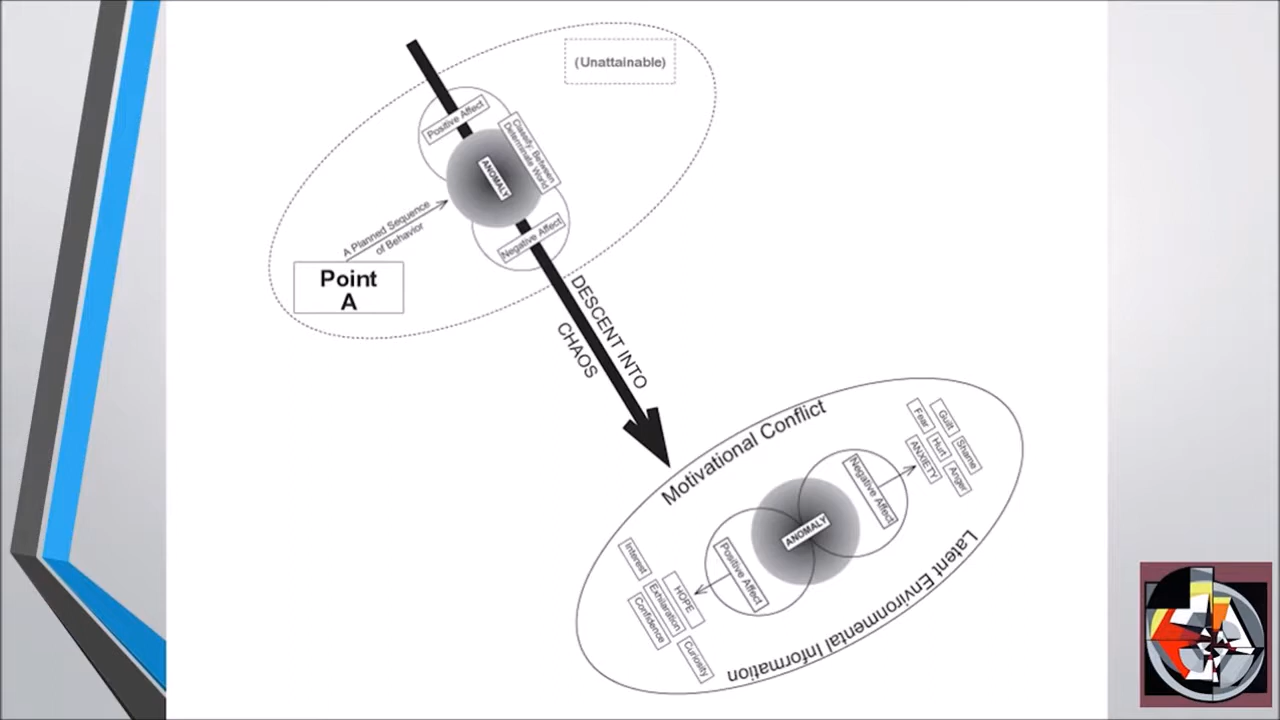 (Unattainable)
Positive Affect
Classify: Between
Determinate World
ANOMALY
A Planned Sequence
of Behavior
Negative Affect
Point
A
DESCENT INTO
CHAOS
Motivational Conflict
Fear
Guilt
Shame
Hurt
ANXIETY
Anger
Negative Affect
ANOMALY
Positive Affect
Interest
HOPE
Exhilaration
Confidence
Curiosity
Latent Environmental Information